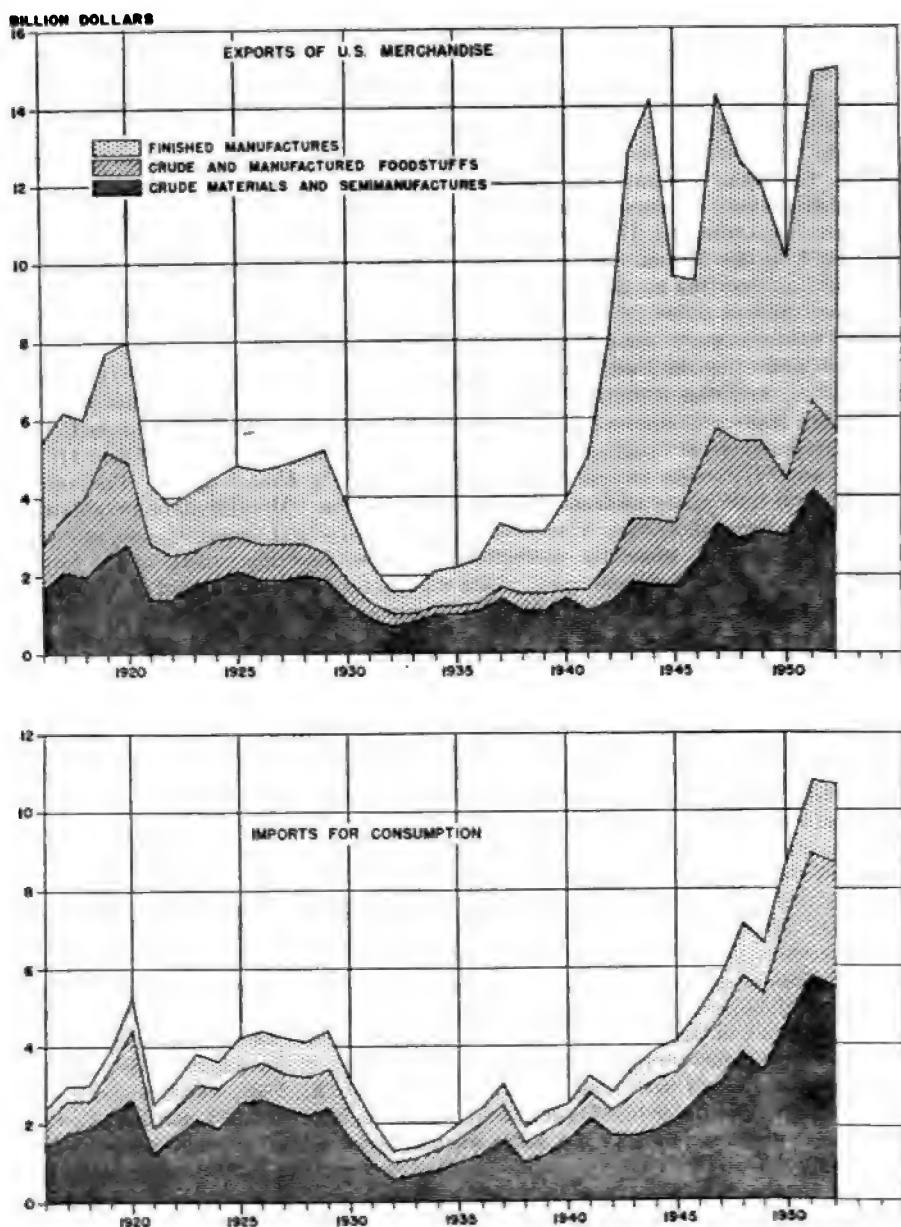 BILLION DOLLARS
16
EXPORTS OF U.S. MERCHANDISE
14
FINISHED MANUFACTURES
CRUDE AND MANUFACTURED FOODSTUFFS
12
CRUDE MATERIALS AND SEMIMANUFACTURES
10
8
6
4
2
0
1920 1925 1930 1935 1940 1945 1950
12
10
IMPORTS FOR CONSUMPTION
8
6
4
2
0
1920 1925 1930 1935 1940 1945 1950